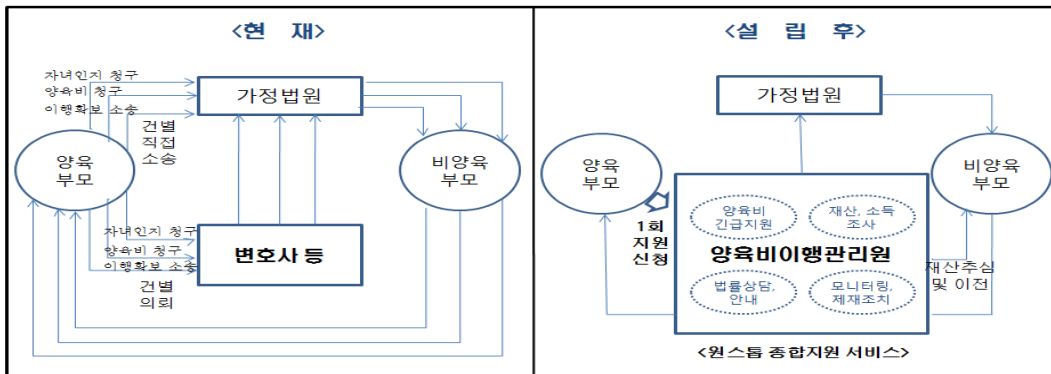 <현 재>
자녀인지 청구
양육비 청구
이행확보 소송
가정법원
건별
직접
소송
양육
부모
비양육
부모
자녀인지 청구
양육비 청구
이행확보 소송
변호사 등
건별
의뢰
<설 립 후>
가정법원
양육
부모
비양육
부모
1회
지원
신청
양육비
긴급지원
재산, 소득
조사
양육비이행관리원
법률상담,
안내
모니터링,
제재조치
재산추심
및 이전
<원스톱 종합지원 서비스>